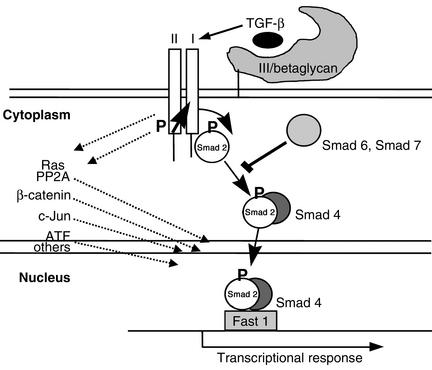 TGF-β
II I
III/betaglycan
Cytoplasm
P
P
Smad 2
Smad 6, Smad 7
Ras
PP2A
β-catenin
c-Jun
ATF
others
P
Smad 2
Smad 4
Nucleus
P
Smad 2
Smad 4
Fast 1
Transcriptional response